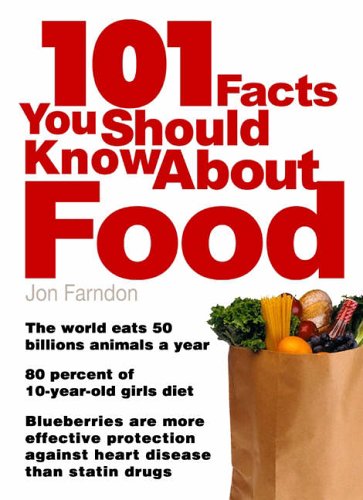 101 Facts
You Should
Know About
Food
Jon Farndon
The world eats 50
billions animals a year
80 percent of
10-year-old girls diet
Blueberries are more
effective protection
against heart disease
than statin drugs